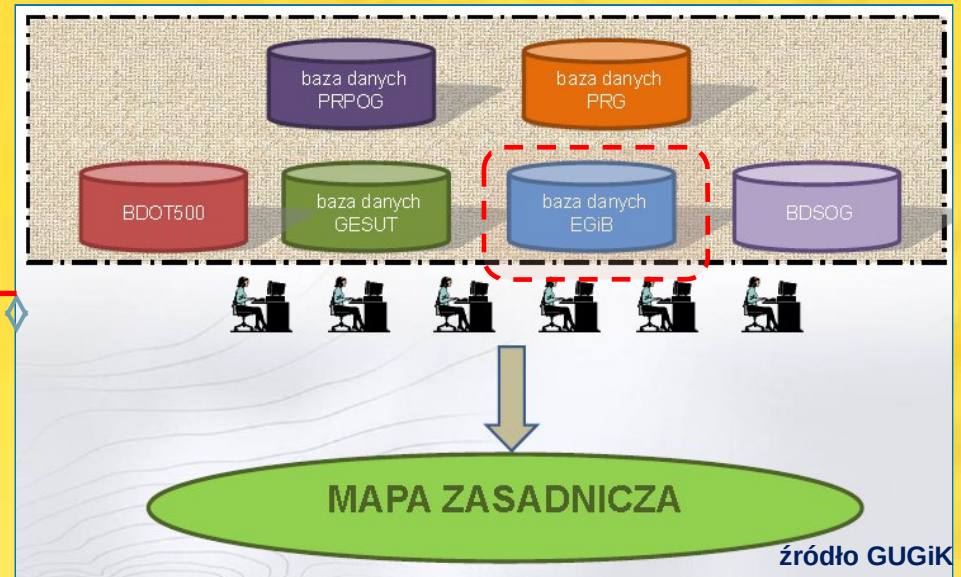 baza danych
PRPOG
baza danych
PRG
BDOT500
baza danych
GESUT
baza danych
EGiB
BDSOG
MAPA ZASADNICZA
źródło GUGiK